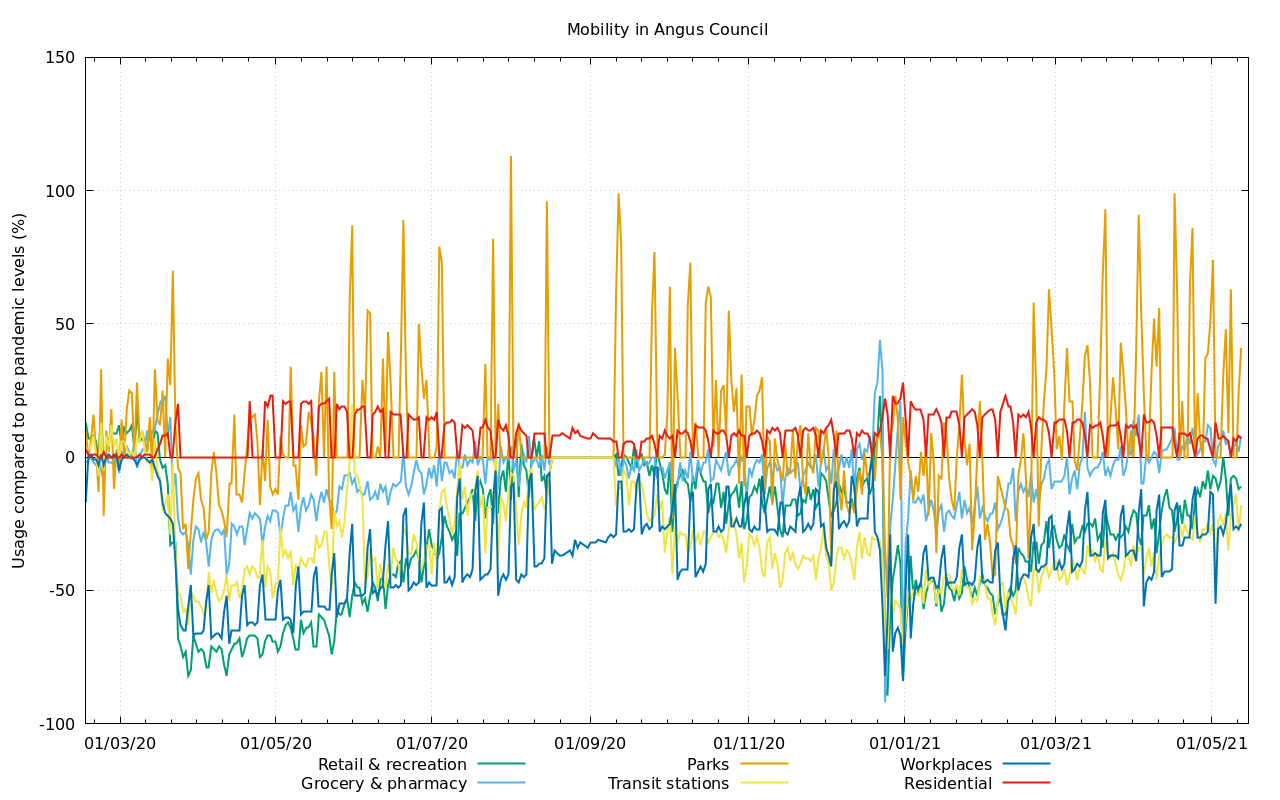 Mobility in Angus Council
Usage compared to pre pandemic levels (%)
150
100
50
0
-50
-100
01/03/20 01/05/20 01/07/20 01/09/20 01/11/20 01/01/21 01/03/21 01/05/21
Retail & recreation Parks Workplaces
Grocery & pharmacy Transit stations Residential